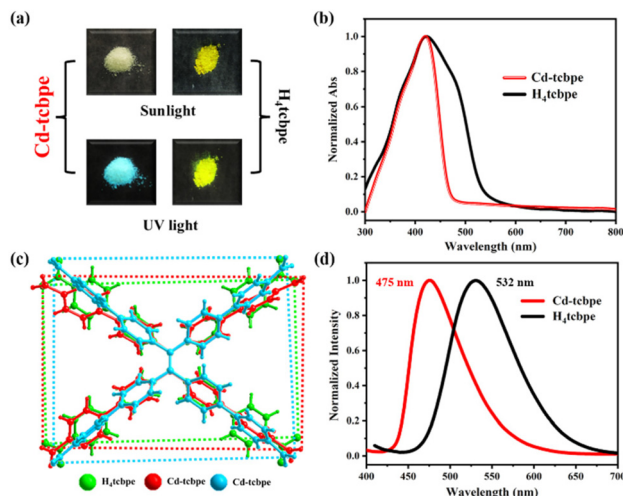 (a)
Cd-tcbpe
Sunlight
UV light
H₄tcbpe
(b)
Normalized Abs
1.0
0.8
0.6
0.4
0.2
0.0
Cd-tcbpe
H₄tcbpe
300 400 500 600 700 800
Wavelength (nm)
(c)
H₄tcbpe Cd-tcbpe Cd-tcbpe
(d)
475 nm 532 nm
Normalized Intensity
1.0
0.8
0.6
0.4
0.2
0.0
Cd-tcbpe
H₄tcbpe
400 450 500 550 600 650 700
Wavelength (nm)